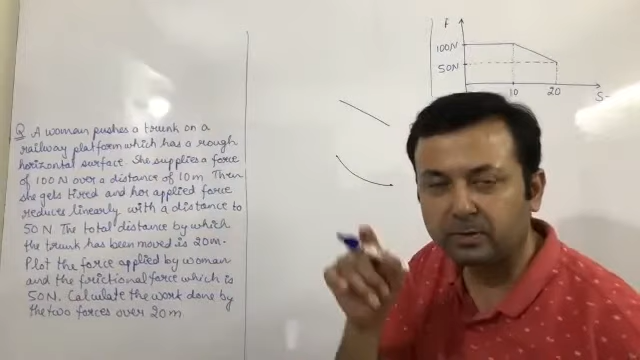 Q A woman pushes a trunk on a
railway platform which has a rough
horizontal surface. She supplies a force
of 100 N over a distance of 10 m. Then
she gets tired and her applied force
reduces linearly with a distance to
50 N. The total distance by which
the trunk has been moved is 20m.
Plot the force applied by woman
and the frictional force which is
50N. Calculate the work done by
the two forces over 20 m.
f
100N
50N
10 20 S